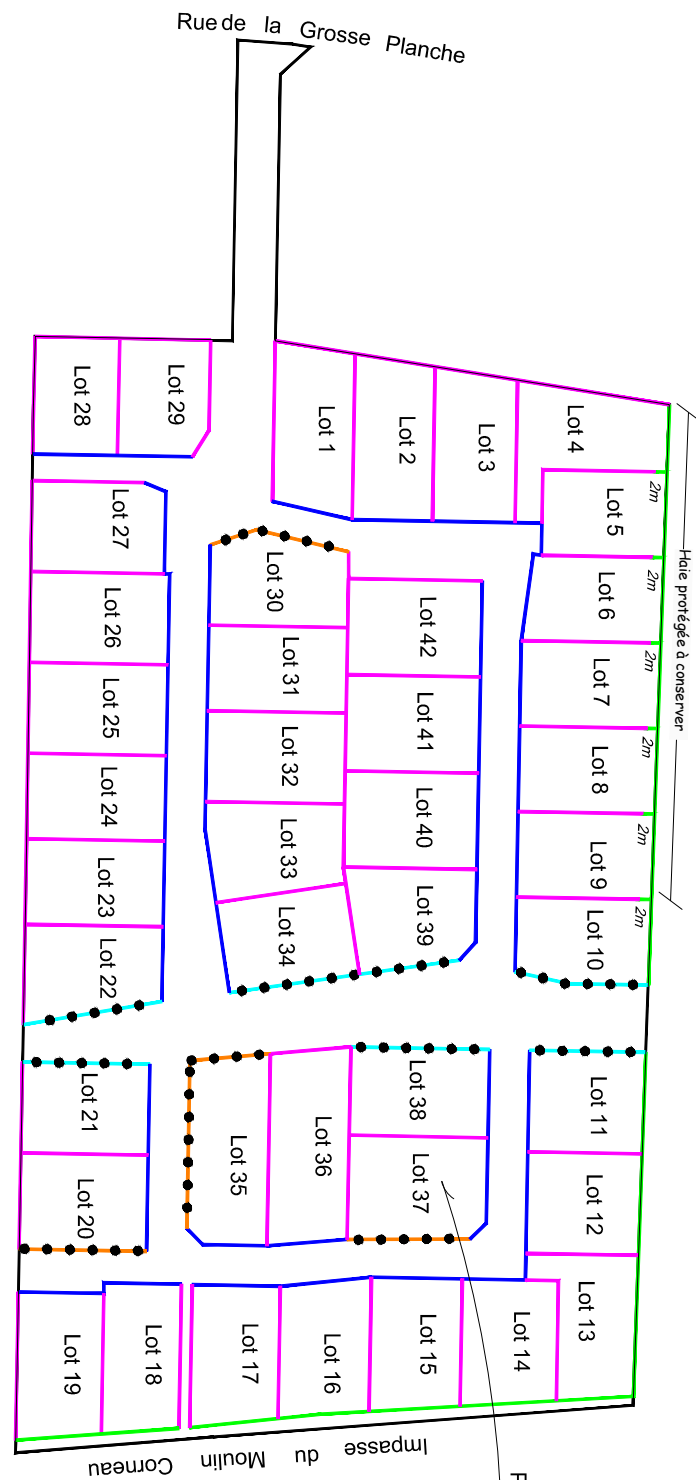 Rue de la Grosse Planche
Lot 28
Lot 29
Lot 1
Lot 2
Lot 3
Lot 4
Lot 5
2m
Lot 27
Lot 30
Lot 6
2m
Haie protégée à conserver
Lot 26
Lot 31
Lot 42
Lot 7
2m
Lot 25
Lot 32
Lot 41
Lot 8
2m
Lot 24
Lot 33
Lot 40
Lot 9
2m
Lot 23
Lot 34
Lot 39
Lot 10
2m
Lot 22
Lot 21
Lot 38
Lot 11
Lot 35
Lot 36
Lot 37
Lot 20
Lot 12
Lot 19
Lot 18
Lot 17
Lot 16
Lot 15
Lot 14
Lot 13
Impasse du Moulin Corneau